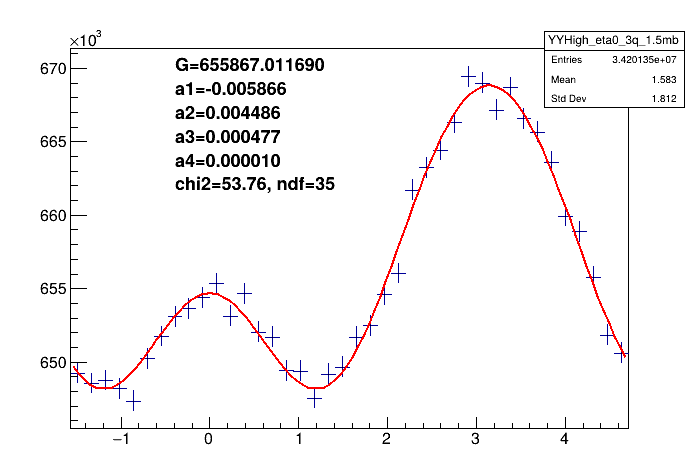 ×10³
YYHigh_eta0_3q_1.5mb
Entries 3.420135e+07
Mean 1.583
Std Dev 1.812
G=655867.011690
a1=-0.005866
a2=0.004486
a3=0.000477
a4=0.000010
chi2=53.76, ndf=35
670
665
660
655
650
−1 0 1 2 3 4